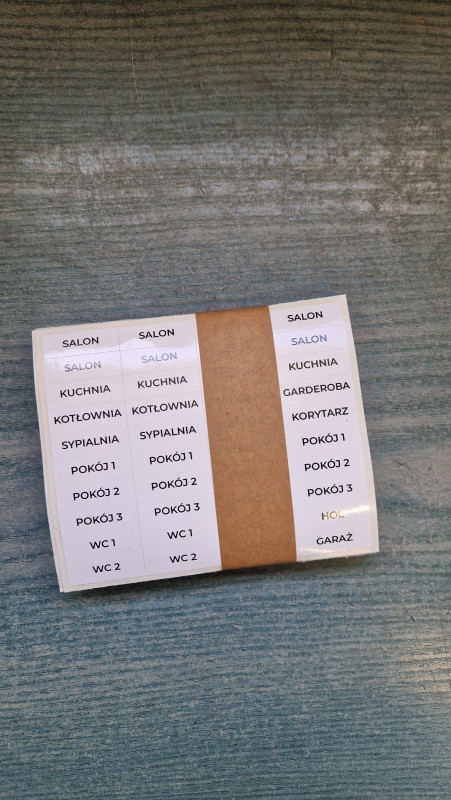 SALON SALON SALON
SALON SALON SALON
KUCHNIA KUCHNIA KUCHNIA
KOTŁOWNIA KOTŁOWNIA GARDEROBA
SYPIALNIA SYPIALNIA KORYTARZ
POKÓJ 1 POKÓJ 1 POKÓJ 1
POKÓJ 2 POKÓJ 2 POKÓJ 2
POKÓJ 3 POKÓJ 3 POKÓJ 3
WC 1 WC 1 HOL
WC 2 WC 2 GARAŻ